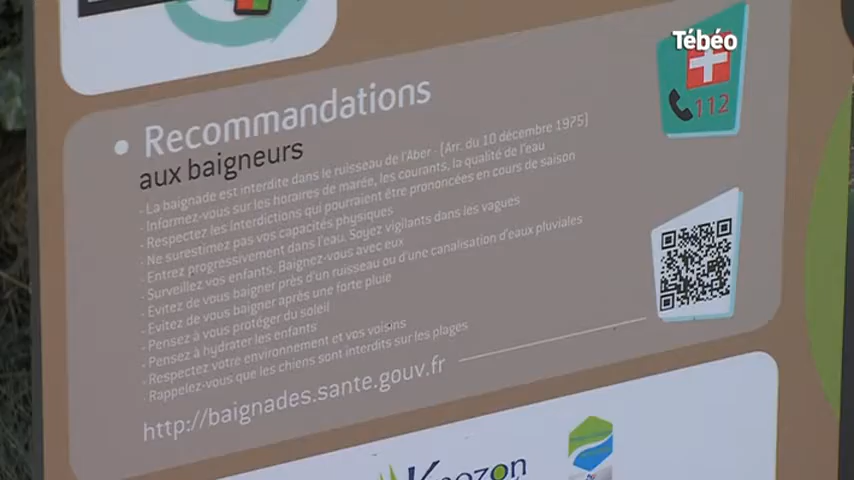 Tébéo
112
• Recommandations
aux baigneurs
- La baignade est interdite dans le ruisseau de l'Aber - (Arr. du 10 décembre 1975)
- Informez-vous sur les horaires de marée, les courants, la qualité de l'eau
- Respectez les interdictions qui pourraient être prononcées en cours de saison
- Ne surestimez pas vos capacités physiques
- Entrez progressivement dans l'eau. Soyez vigilants dans les vagues
- Surveillez vos enfants. Baignez-vous avec eux
- Evitez de vous baigner près d'un ruisseau ou d'une canalisation d'eaux pluviales
- Evitez de vous baigner après une forte pluie
- Pensez à vous protéger du soleil
- Pensez à hydrater les enfants
- Respectez votre environnement et vos voisins
- Rappelez-vous que les chiens sont interdits sur les plages
http://baignades.sante.gouv.fr